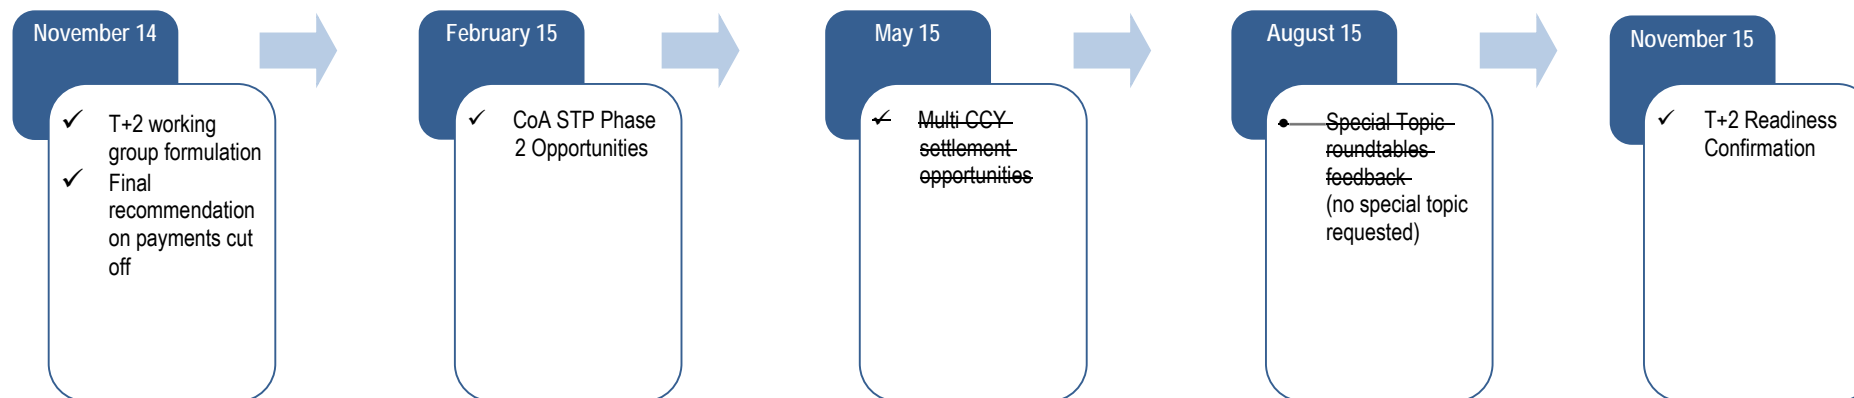 November 14
✓ T+2 working
group formulation
✓ Final
recommendation
on payments cut
off
February 15
✓ CoA STP Phase
2 Opportunities
May 15
✓ Multi CCY
settlement
opportunities
August 15
• Special Topic
roundtables
feedback
(no special topic
requested)
November 15
✓ T+2 Readiness
Confirmation